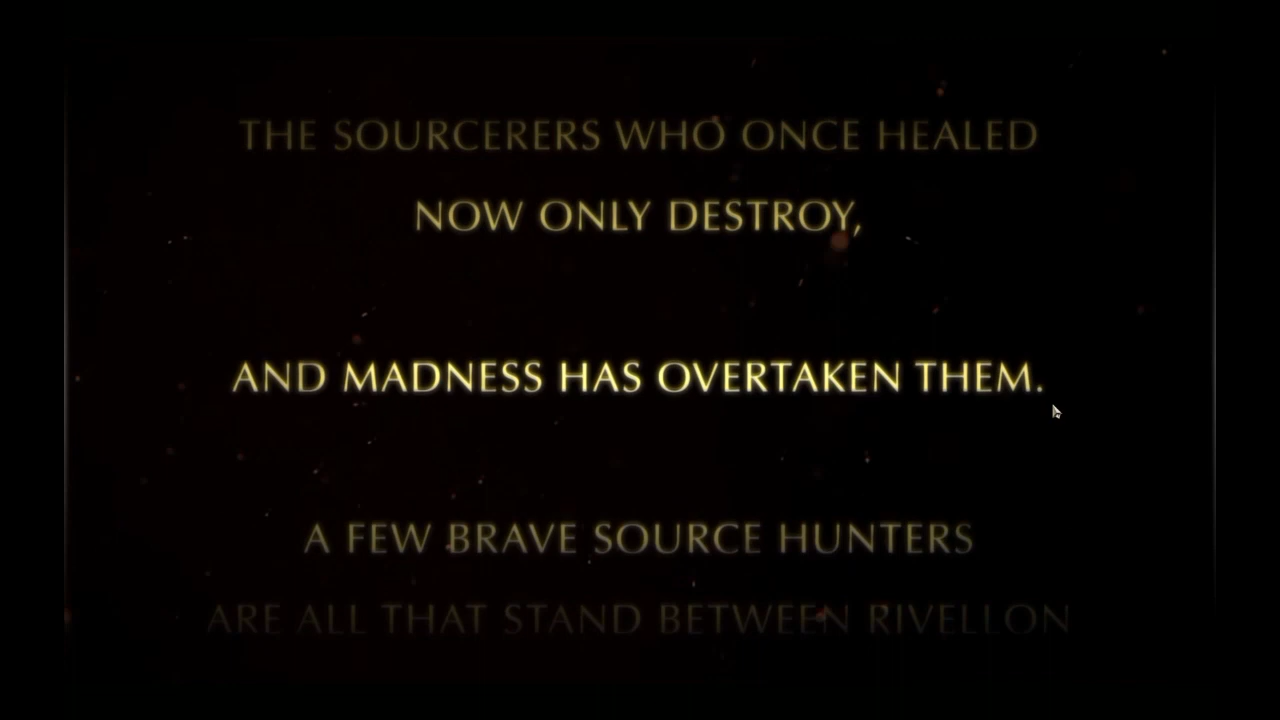 THE SOURCERERS WHO ONCE HEALED
NOW ONLY DESTROY,
AND MADNESS HAS OVERTAKEN THEM.
A FEW BRAVE SOURCE HUNTERS
ARE ALL THAT STAND BETWEEN RIVELLON